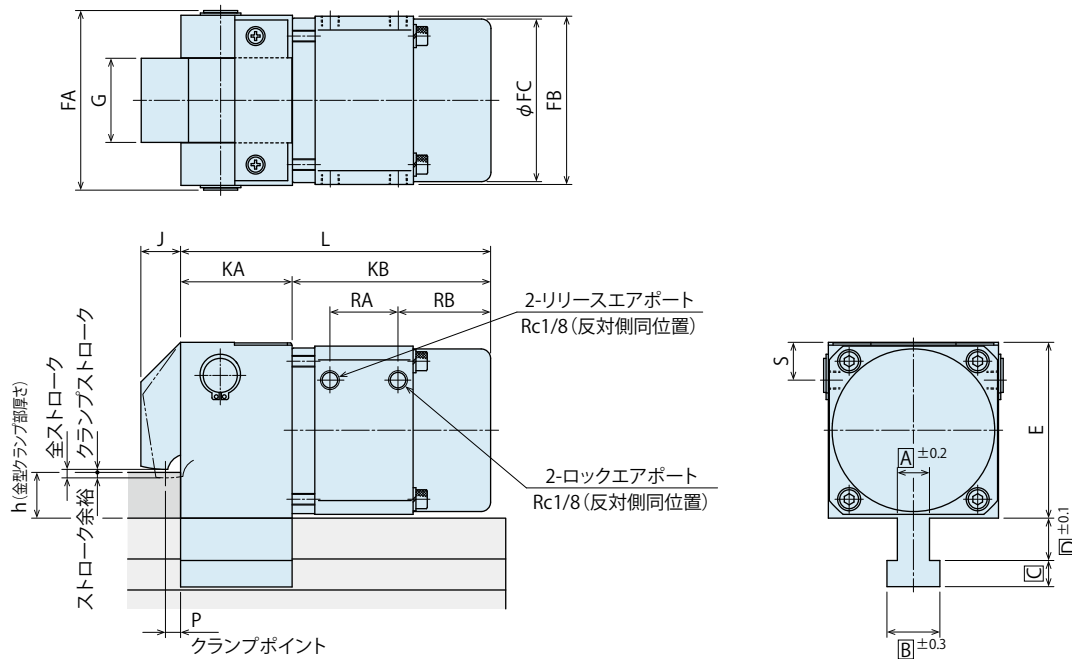 FA
G
φFC
FB
J
L
KA
KB
RA
RB
2-リリースエアポート
Rc1/8(反対側同位置)
h(金型クランプ部厚さ)
全ストローク
クランプストローク
ストローク余裕
2-ロックエアポート
Rc1/8(反対側同位置)
P
クランプポイント
S
E
A ±0.2
D ±0.1
C
B ±0.3